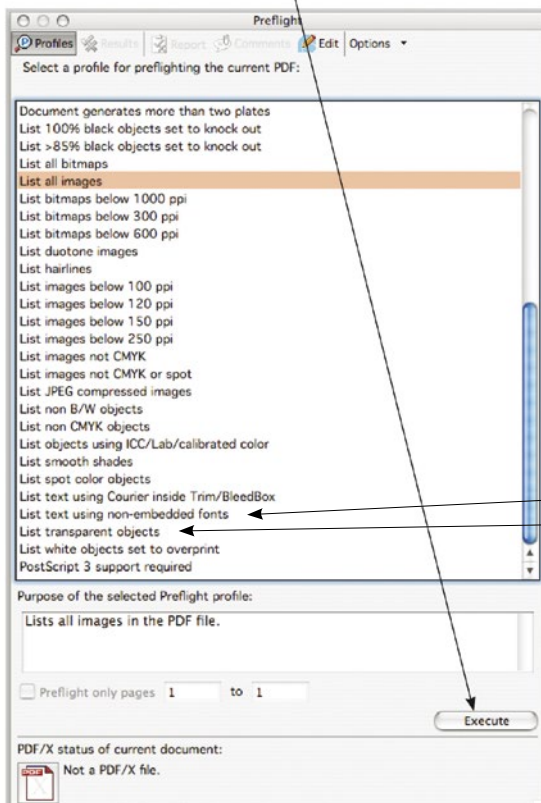 Preflight
Profiles Results Report Comments Edit Options
Select a profile for preflighting the current PDF:
Document generates more than two plates
List 100% black objects set to knock out
List >85% black objects set to knock out
List all bitmaps
List all images
List bitmaps below 1000 ppi
List bitmaps below 300 ppi
List bitmaps below 600 ppi
List duotone images
List hairlines
List images below 100 ppi
List images below 120 ppi
List images below 150 ppi
List images below 250 ppi
List images not CMYK
List images not CMYK or spot
List JPEG compressed images
List non B/W objects
List non CMYK objects
List objects using ICC/Lab/calibrated color
List smooth shades
List spot color objects
List text using Courier inside Trim/BleedBox
List text using non-embedded fonts
List transparent objects
List white objects set to overprint
PostScript 3 support required
Purpose of the selected Preflight profile:
Lists all images in the PDF file.
Preflight only pages 1 to 1
Execute
PDF/X status of current document:
Not a PDF/X file.